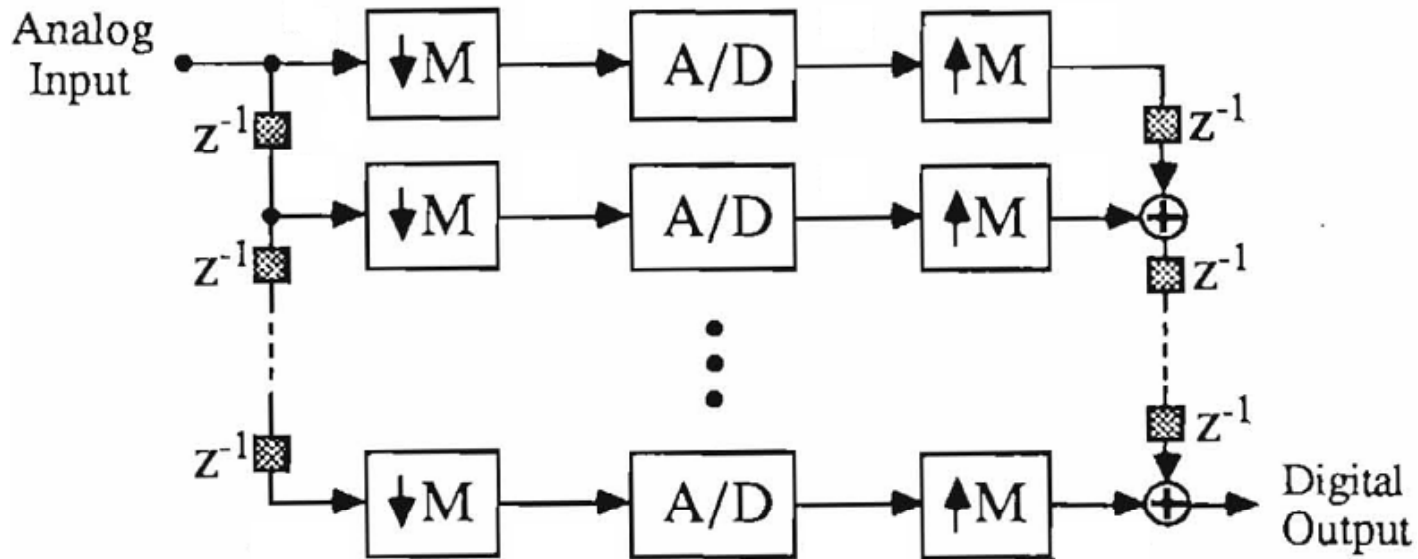 Analog
Input
↓M
A/D
↑M
z⁻¹
z⁻¹
↓M
A/D
↑M
z⁻¹
z⁻¹
z⁻¹
z⁻¹
↓M
A/D
↑M
Digital
Output